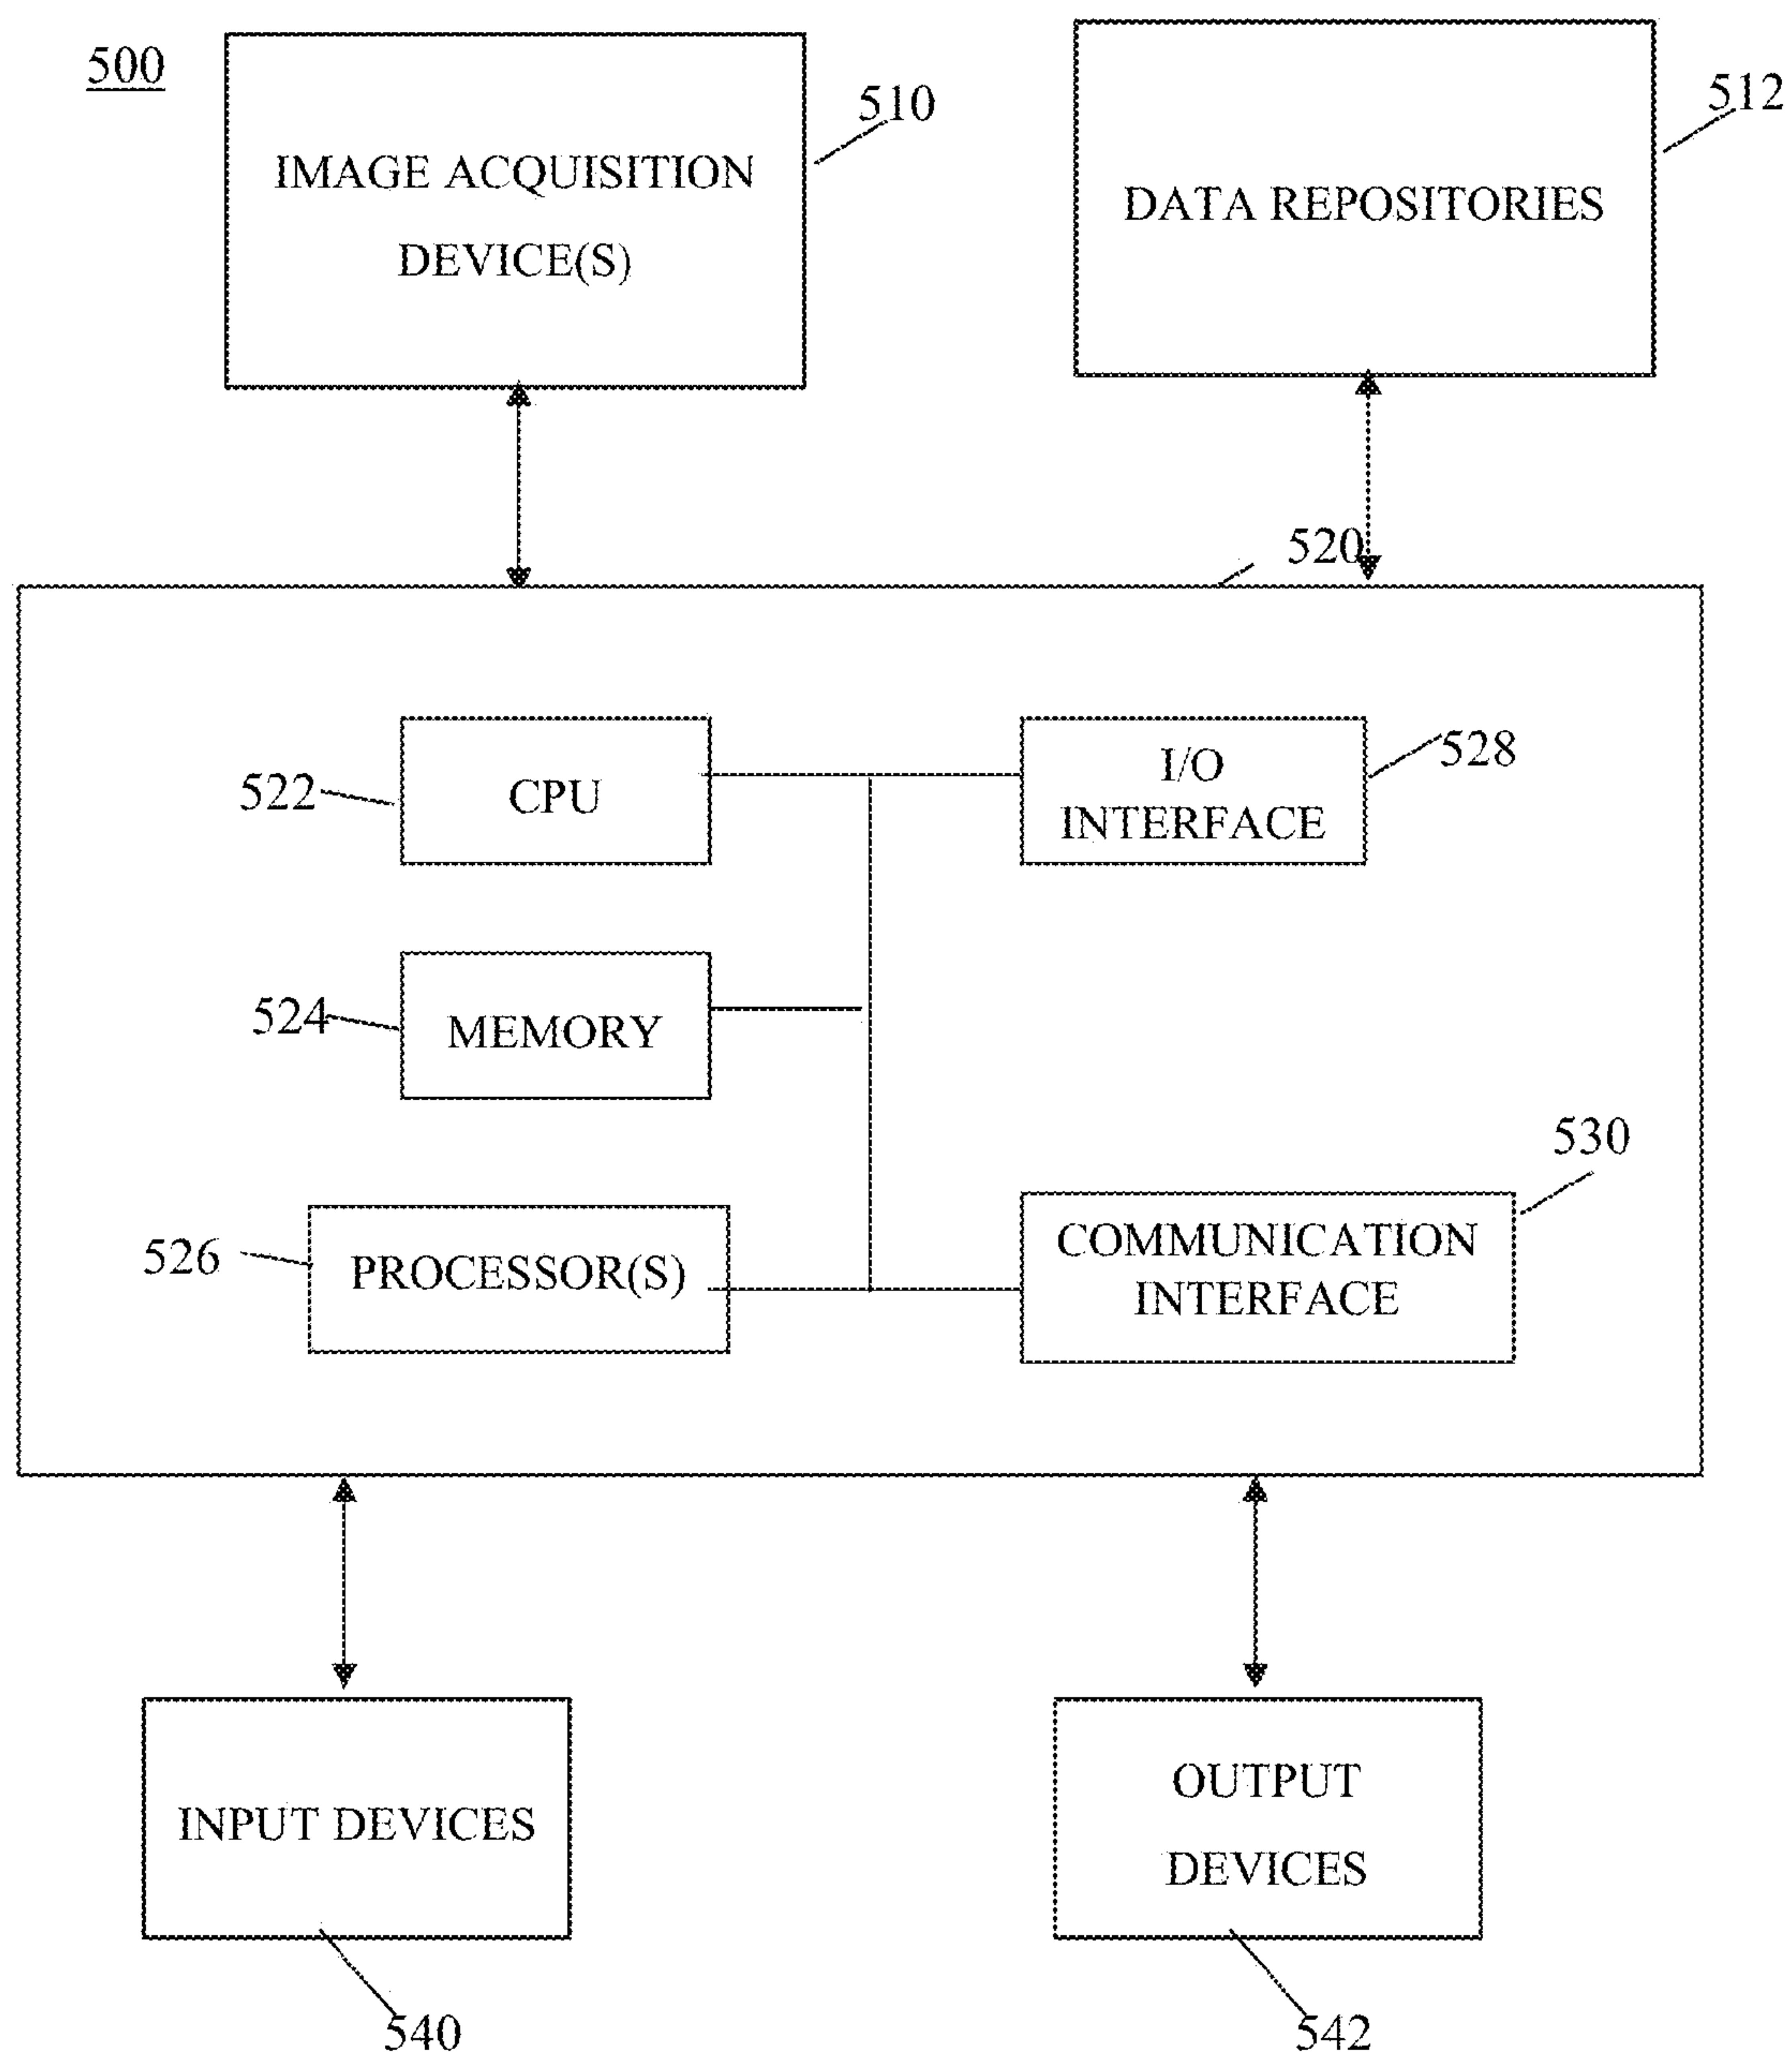 500
IMAGE ACQUISITION
DEVICE(S)
510
DATA REPOSITORIES
512
520
522
CPU
I/O
INTERFACE
528
524
MEMORY
526
PROCESSOR(S)
530
COMMUNICATION
INTERFACE
INPUT DEVICES
540
OUTPUT
DEVICES
542